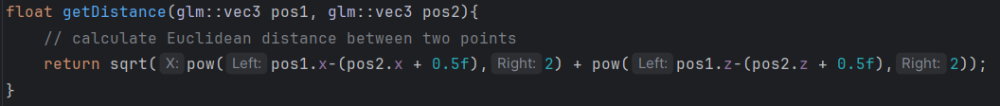 float getDistance(glm::vec3 pos1, glm::vec3 pos2){
// calculate Euclidean distance between two points
return sqrt( X: pow( Left: pos1.x-(pos2.x + 0.5f), Right: 2) + pow( Left: pos1.z-(pos2.z + 0.5f), Right: 2));
}